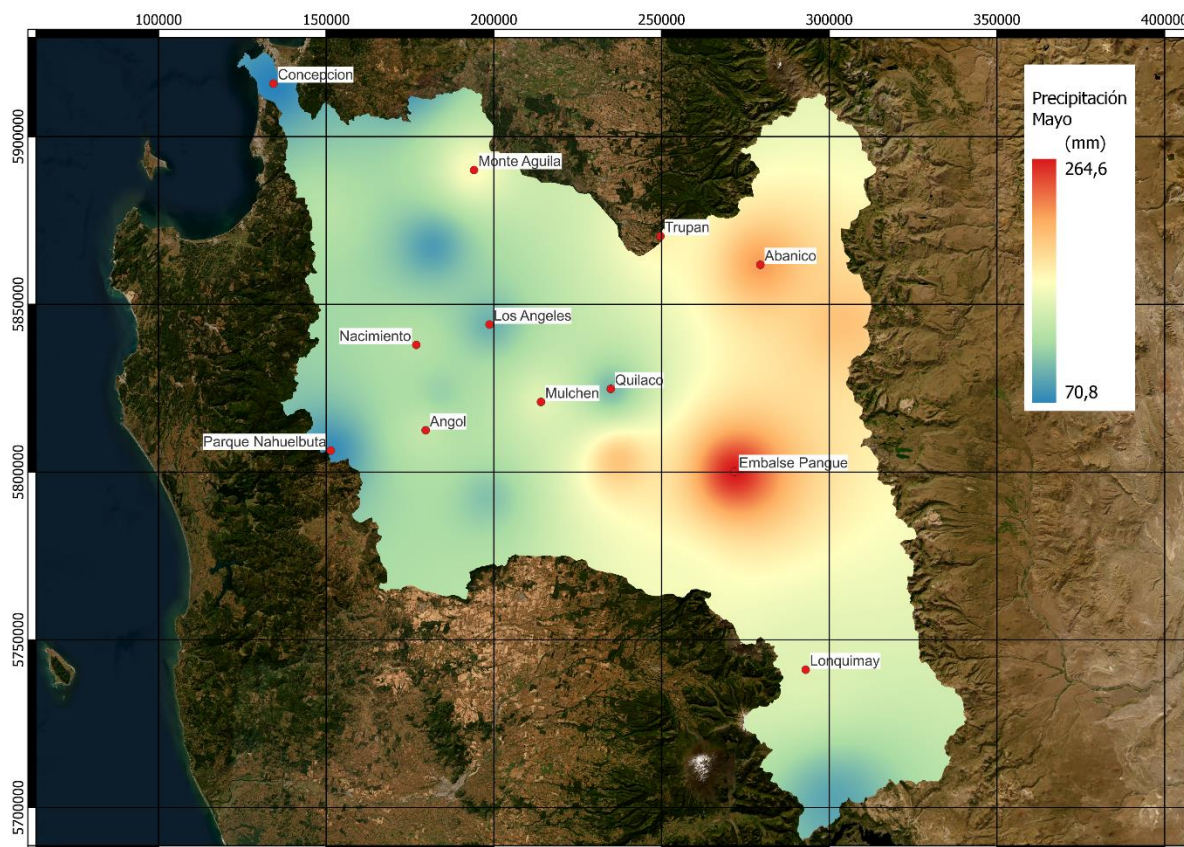 100000 150000 200000 250000 300000 350000 400000
Concepcion
Precipitación
Mayo
(mm)
264,6
70,8
5900000
Monte Aguila
Trupan
Abanico
5850000
Los Angeles
Nacimiento
Quilaco
Mulchen
Angol
Parque Nahuelbuta
Embalse Pangue
5800000
5750000
Lonquimay
5700000